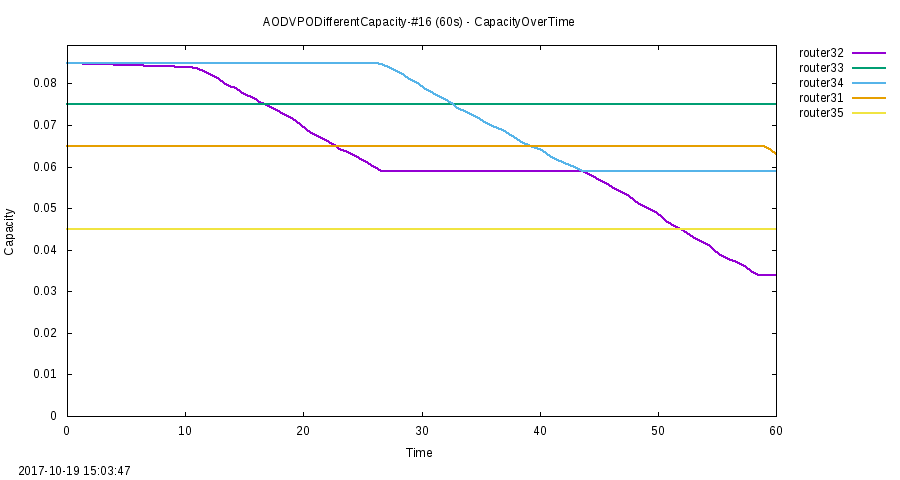 AODVPODifferentCapacity-#16 (60s) - CapacityOverTime
router32
router33
router34
router31
router35
0.08
0.07
0.06
0.05
0.04
0.03
0.02
0.01
0
Capacity
0 10 20 30 40 50 60
Time
2017-10-19 15:03:47